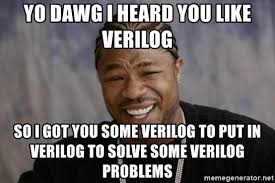 YO DAWG I HEARD YOU LIKE
VERILOG
SO I GOT YOU SOME VERILOG TO PUT IN
VERILOG TO SOLVE SOME VERILOG
PROBLEMS
memegenerator.net